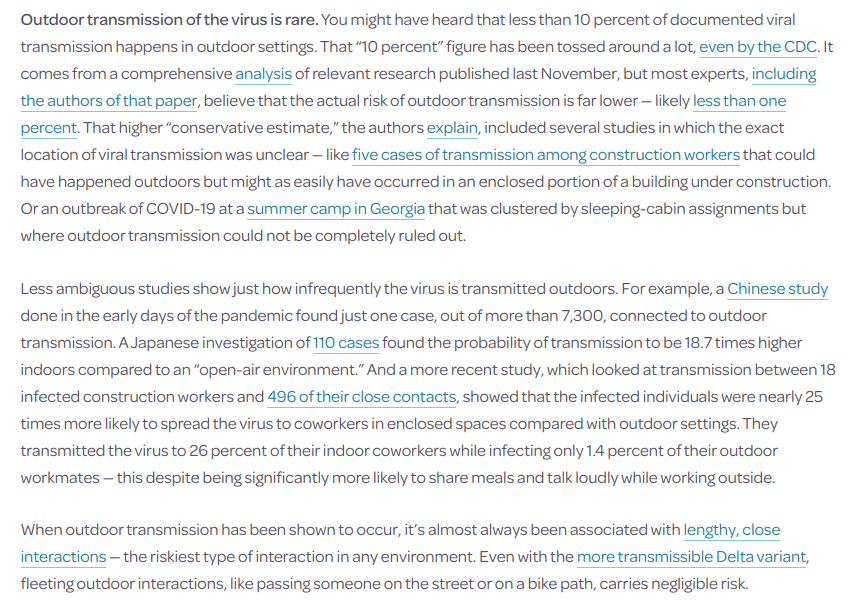 Outdoor transmission of the virus is rare. You might have heard that less than 10 percent of documented viral
transmission happens in outdoor settings. That “10 percent” figure has been tossed around a lot, even by the CDC. It
comes from a comprehensive analysis of relevant research published last November, but most experts, including
the authors of that paper, believe that the actual risk of outdoor transmission is far lower — likely less than one
percent. That higher “conservative estimate,” the authors explain, included several studies in which the exact
location of viral transmission was unclear — like five cases of transmission among construction workers that could
have happened outdoors but might as easily have occurred in an enclosed portion of a building under construction.
Or an outbreak of COVID-19 at a summer camp in Georgia that was clustered by sleeping-cabin assignments but
where outdoor transmission could not be completely ruled out.
Less ambiguous studies show just how infrequently the virus is transmitted outdoors. For example, a Chinese study
done in the early days of the pandemic found just one case, out of more than 7,300, connected to outdoor
transmission. A Japanese investigation of 110 cases found the probability of transmission to be 18.7 times higher
indoors compared to an “open-air environment.” And a more recent study, which looked at transmission between 18
infected construction workers and 496 of their close contacts, showed that the infected individuals were nearly 25
times more likely to spread the virus to coworkers in enclosed spaces compared with outdoor settings. They
transmitted the virus to 26 percent of their indoor coworkers while infecting only 1.4 percent of their outdoor
workmates — this despite being significantly more likely to share meals and talk loudly while working outside.
When outdoor transmission has been shown to occur, it’s almost always been associated with lengthy, close
interactions — the riskiest type of interaction in any environment. Even with the more transmissible Delta variant,
fleeting outdoor interactions, like passing someone on the street or on a bike path, carries negligible risk.